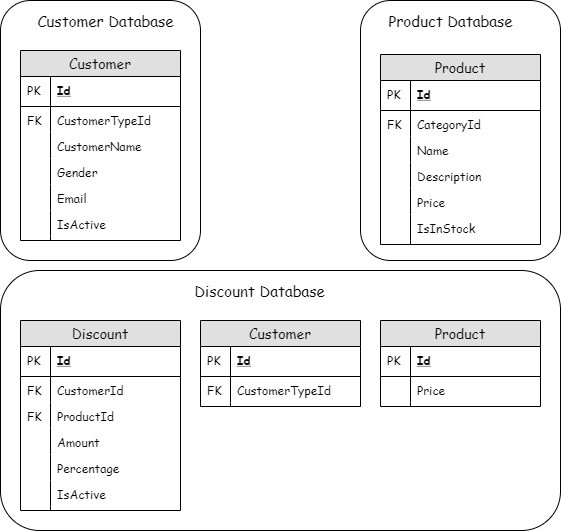 Customer Database
Customer
PK Id
FK CustomerTypeId
CustomerName
Gender
Email
IsActive
Product Database
Product
PK Id
FK CategoryId
Name
Description
Price
IsInStock
Discount Database
Discount
PK Id
FK CustomerId
FK ProductId
Amount
Percentage
IsActive
Customer
PK Id
FK CustomerTypeId
Product
PK Id
Price